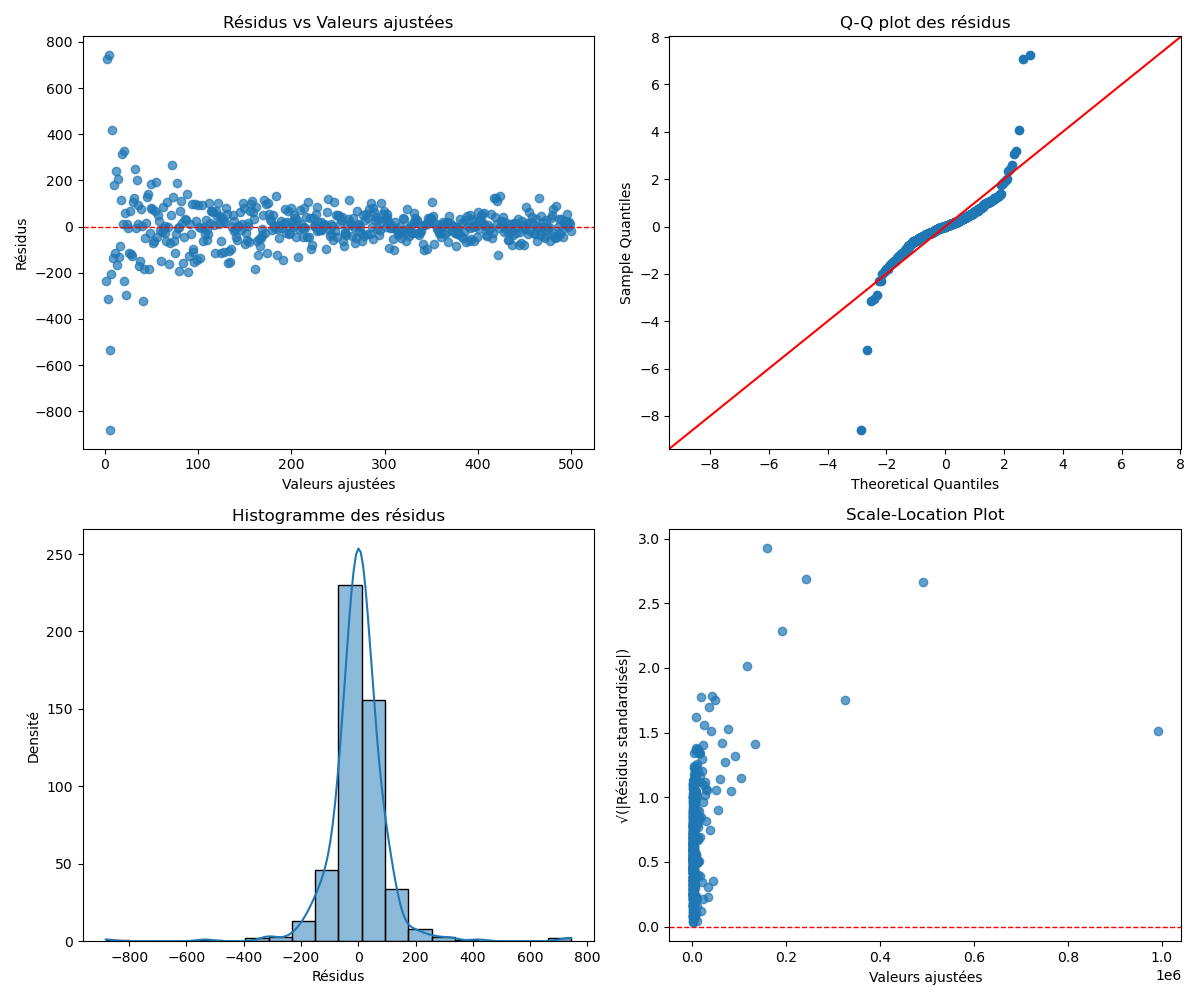 Résidus vs Valeurs ajustées
800
600
400
200
0
−200
−400
−600
−800
Résidus
0 100 200 300 400 500
Valeurs ajustées
Q-Q plot des résidus
8
6
4
2
0
−2
−4
−6
−8
Sample Quantiles
−8 −6 −4 −2 0 2 4 6 8
Theoretical Quantiles
Histogramme des résidus
250
200
150
100
50
0
Densité
−800 −600 −400 −200 0 200 400 600 800
Résidus
Scale-Location Plot
3.0
2.5
2.0
1.5
1.0
0.5
0.0
√(|Résidus standardisés|)
0.0 0.2 0.4 0.6 0.8 1.0
1e6
Valeurs ajustées